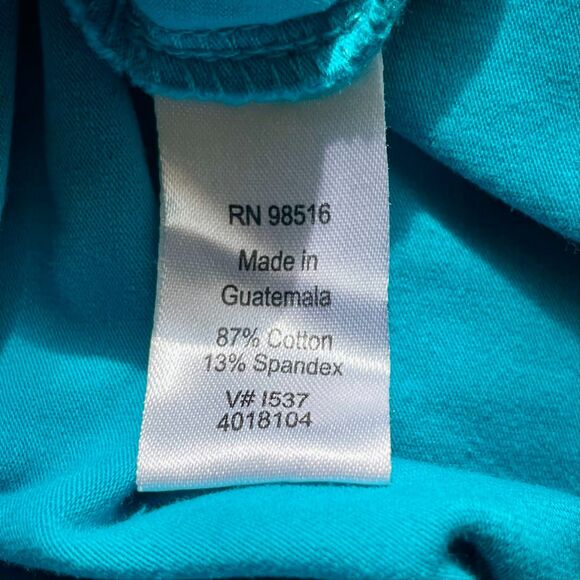 RN 98516
Made in
Guatemala
87% Cotton
13% Spandex
V# I537
4018104